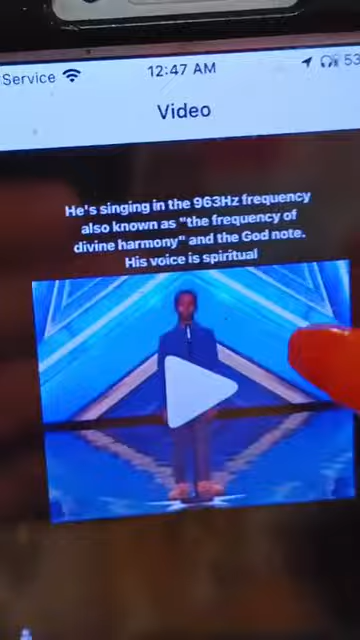 Service
12:47 AM
53
Video
He's singing in the 963Hz frequency
also known as "the frequency of
divine harmony" and the God note.
His voice is spiritual